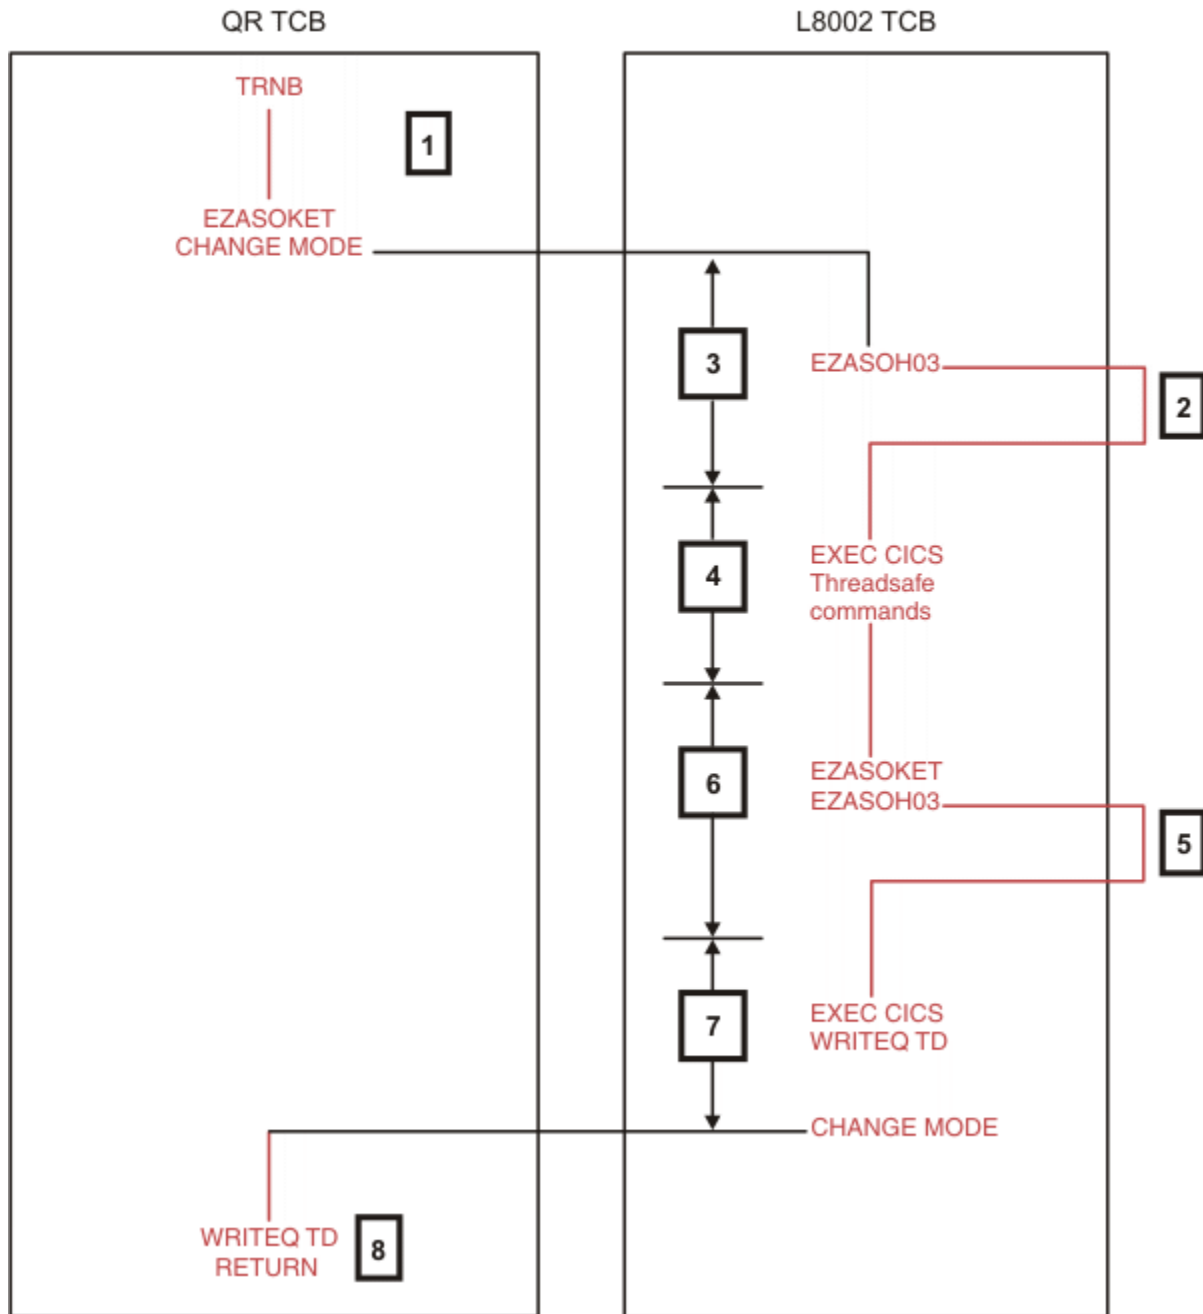 QR TCB
L8002 TCB
TRNB
1
EZASOKET
CHANGE MODE
3
EZASOH03
2
4
EXEC CICS
Threadsafe
commands
6
EZASOKET
EZASOH03
5
7
EXEC CICS
WRITEQ TD
CHANGE MODE
WRITEQ TD
RETURN
8